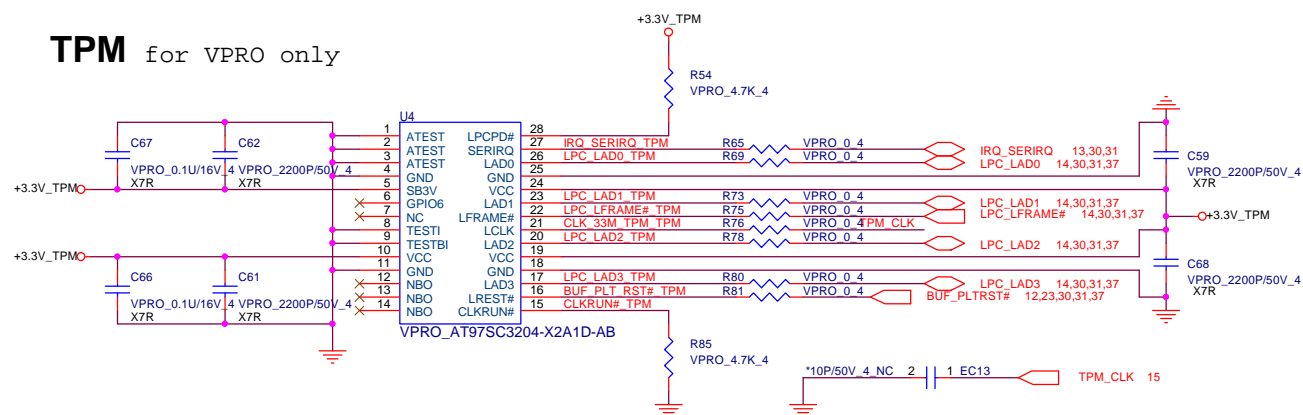 +3.3V_TPM
TPM for VPRO only
R54
VPRO_4.7K_4
U4
1 ATEST LPCPD# 28
2 ATEST SERIRQ 27 IRQ_SERIRQ_TPM R65 VPRO_0_4 IRQ_SERIRQ 13,30,31
3 ATEST LAD0 26 LPC_LAD0_TPM R69 VPRO_0_4 LPC_LAD0 14,30,31,37
4 GND GND 25
5 SB3V VCC 24
6 GPIO6 LAD1 23 LPC_LAD1_TPM R73 VPRO_0_4 LPC_LAD1 14,30,31,37
7 NC LFRAME# 22 LPC_LFRAME#_TPM R75 VPRO_0_4 LPC_LFRAME# 14,30,31,37
8 TESTI LCLK 21 CLK_33M_TPM_TPM R76 VPRO_0_4 TPM_CLK
9 TESTBI LAD2 20 LPC_LAD2_TPM R78 VPRO_0_4 LPC_LAD2 14,30,31,37
10 VCC VCC 19
11 GND GND 18
12 NBO LAD3 17 LPC_LAD3_TPM R80 VPRO_0_4 LPC_LAD3 14,30,31,37
13 NBO LREST# 16 BUF_PLT_RST#_TPM R81 VPRO_0_4 BUF_PLTRST# 12,23,30,31,37
14 NBO CLKRUN# 15 CLKRUN#_TPM
VPRO_AT97SC3204-X2A1D-AB
C67 C62
VPRO_0.1U/16V_4 VPRO_2200P/50V_4
X7R X7R
+3.3V_TPM
+3.3V_TPM
C66 C61
VPRO_0.1U/16V_4 VPRO_2200P/50V_4
X7R X7R
C59
VPRO_2200P/50V_4
X7R
+3.3V_TPM
C68
VPRO_2200P/50V_4
X7R
R85
VPRO_4.7K_4
*10P/50V_4_NC 2 1 EC13 TPM_CLK 15